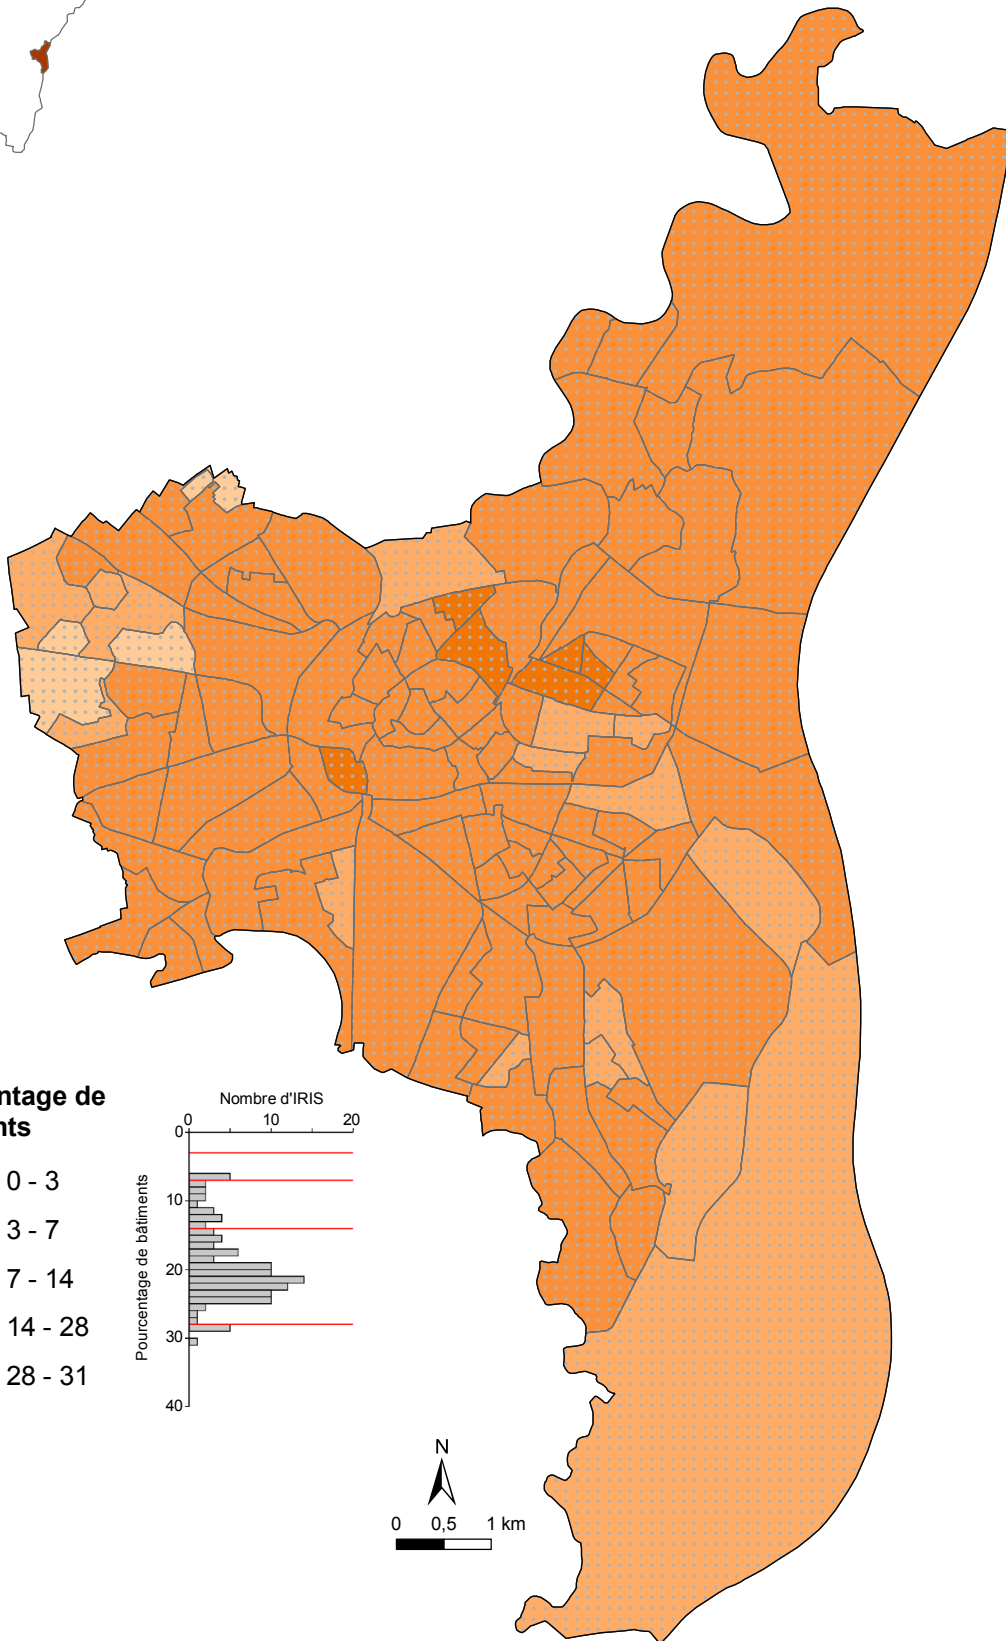 ntage de
nts
0 - 3
3 - 7
7 - 14
14 - 28
28 - 31
Nombre d'IRIS
0 10 20
Pourcentage de bâtiments
0
10
20
30
40
N
0 0,5 1 km